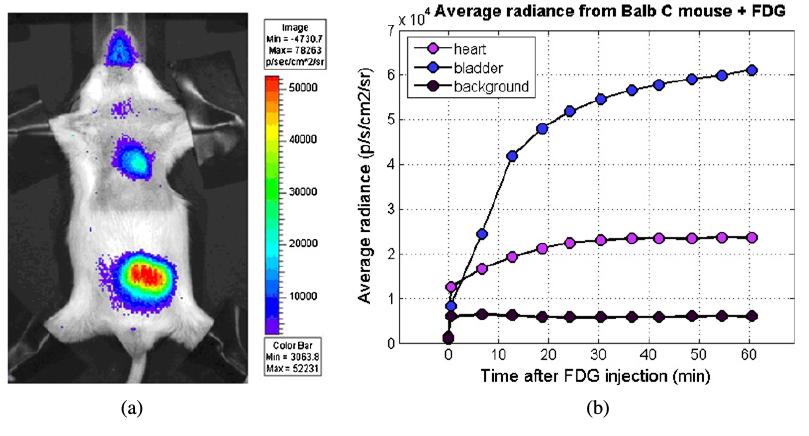 Image
Min = -4730.7
Max = 78263
p/sec/cm^2/sr
50000
40000
30000
20000
10000
Color Bar
Min = 3063.8
Max = 52231
(a)
Average radiance from Balb C mouse + FDG
7 x 10^4
6
5
4
3
2
1
0
Average radiance (p/s/cm2/sr)
heart
bladder
background
0 10 20 30 40 50 60
Time after FDG injection (min)
(b)